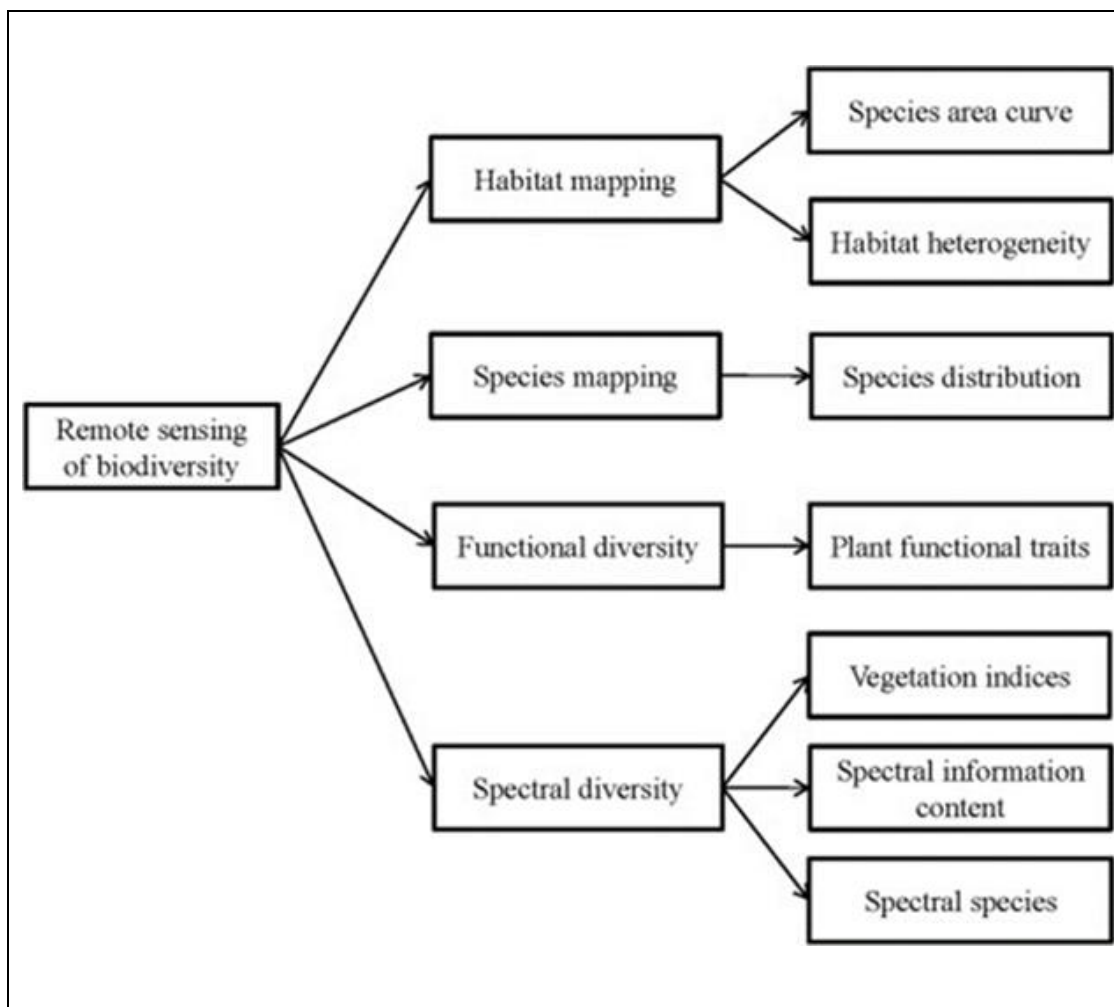 Species area curve
Habitat mapping
Habitat heterogeneity
Species mapping
Species distribution
Remote sensing
of biodiversity
Functional diversity
Plant functional traits
Vegetation indices
Spectral diversity
Spectral information
content
Spectral species